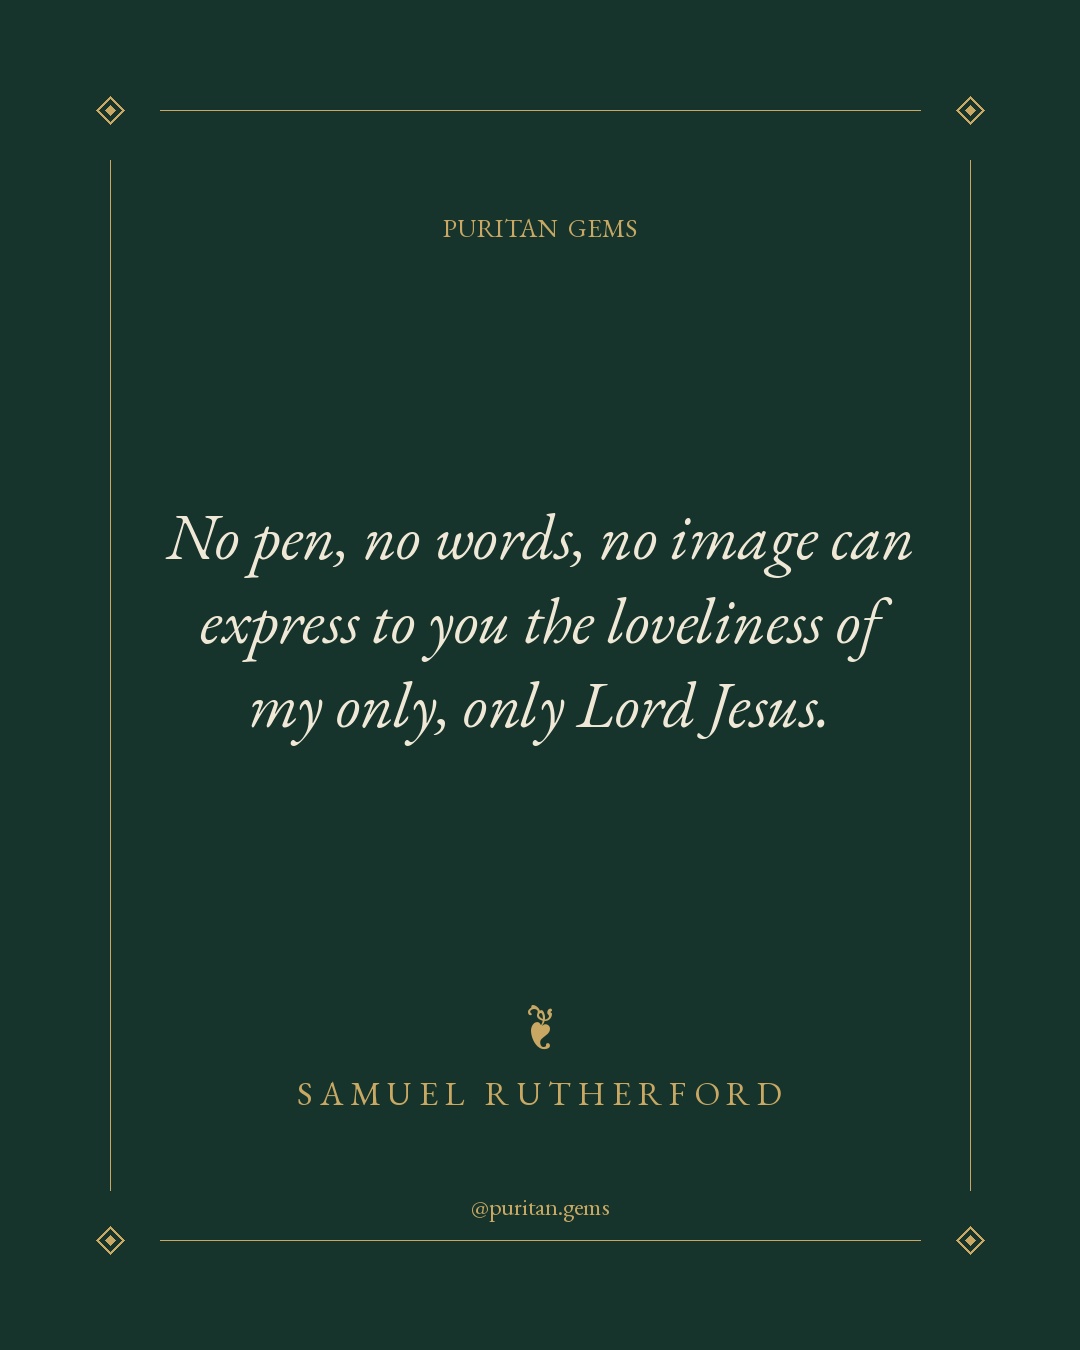 PURITAN GEMS
No pen, no words, no image can
express to you the loveliness of
my only, only Lord Jesus.
SAMUEL RUTHERFORD
@puritan.gems